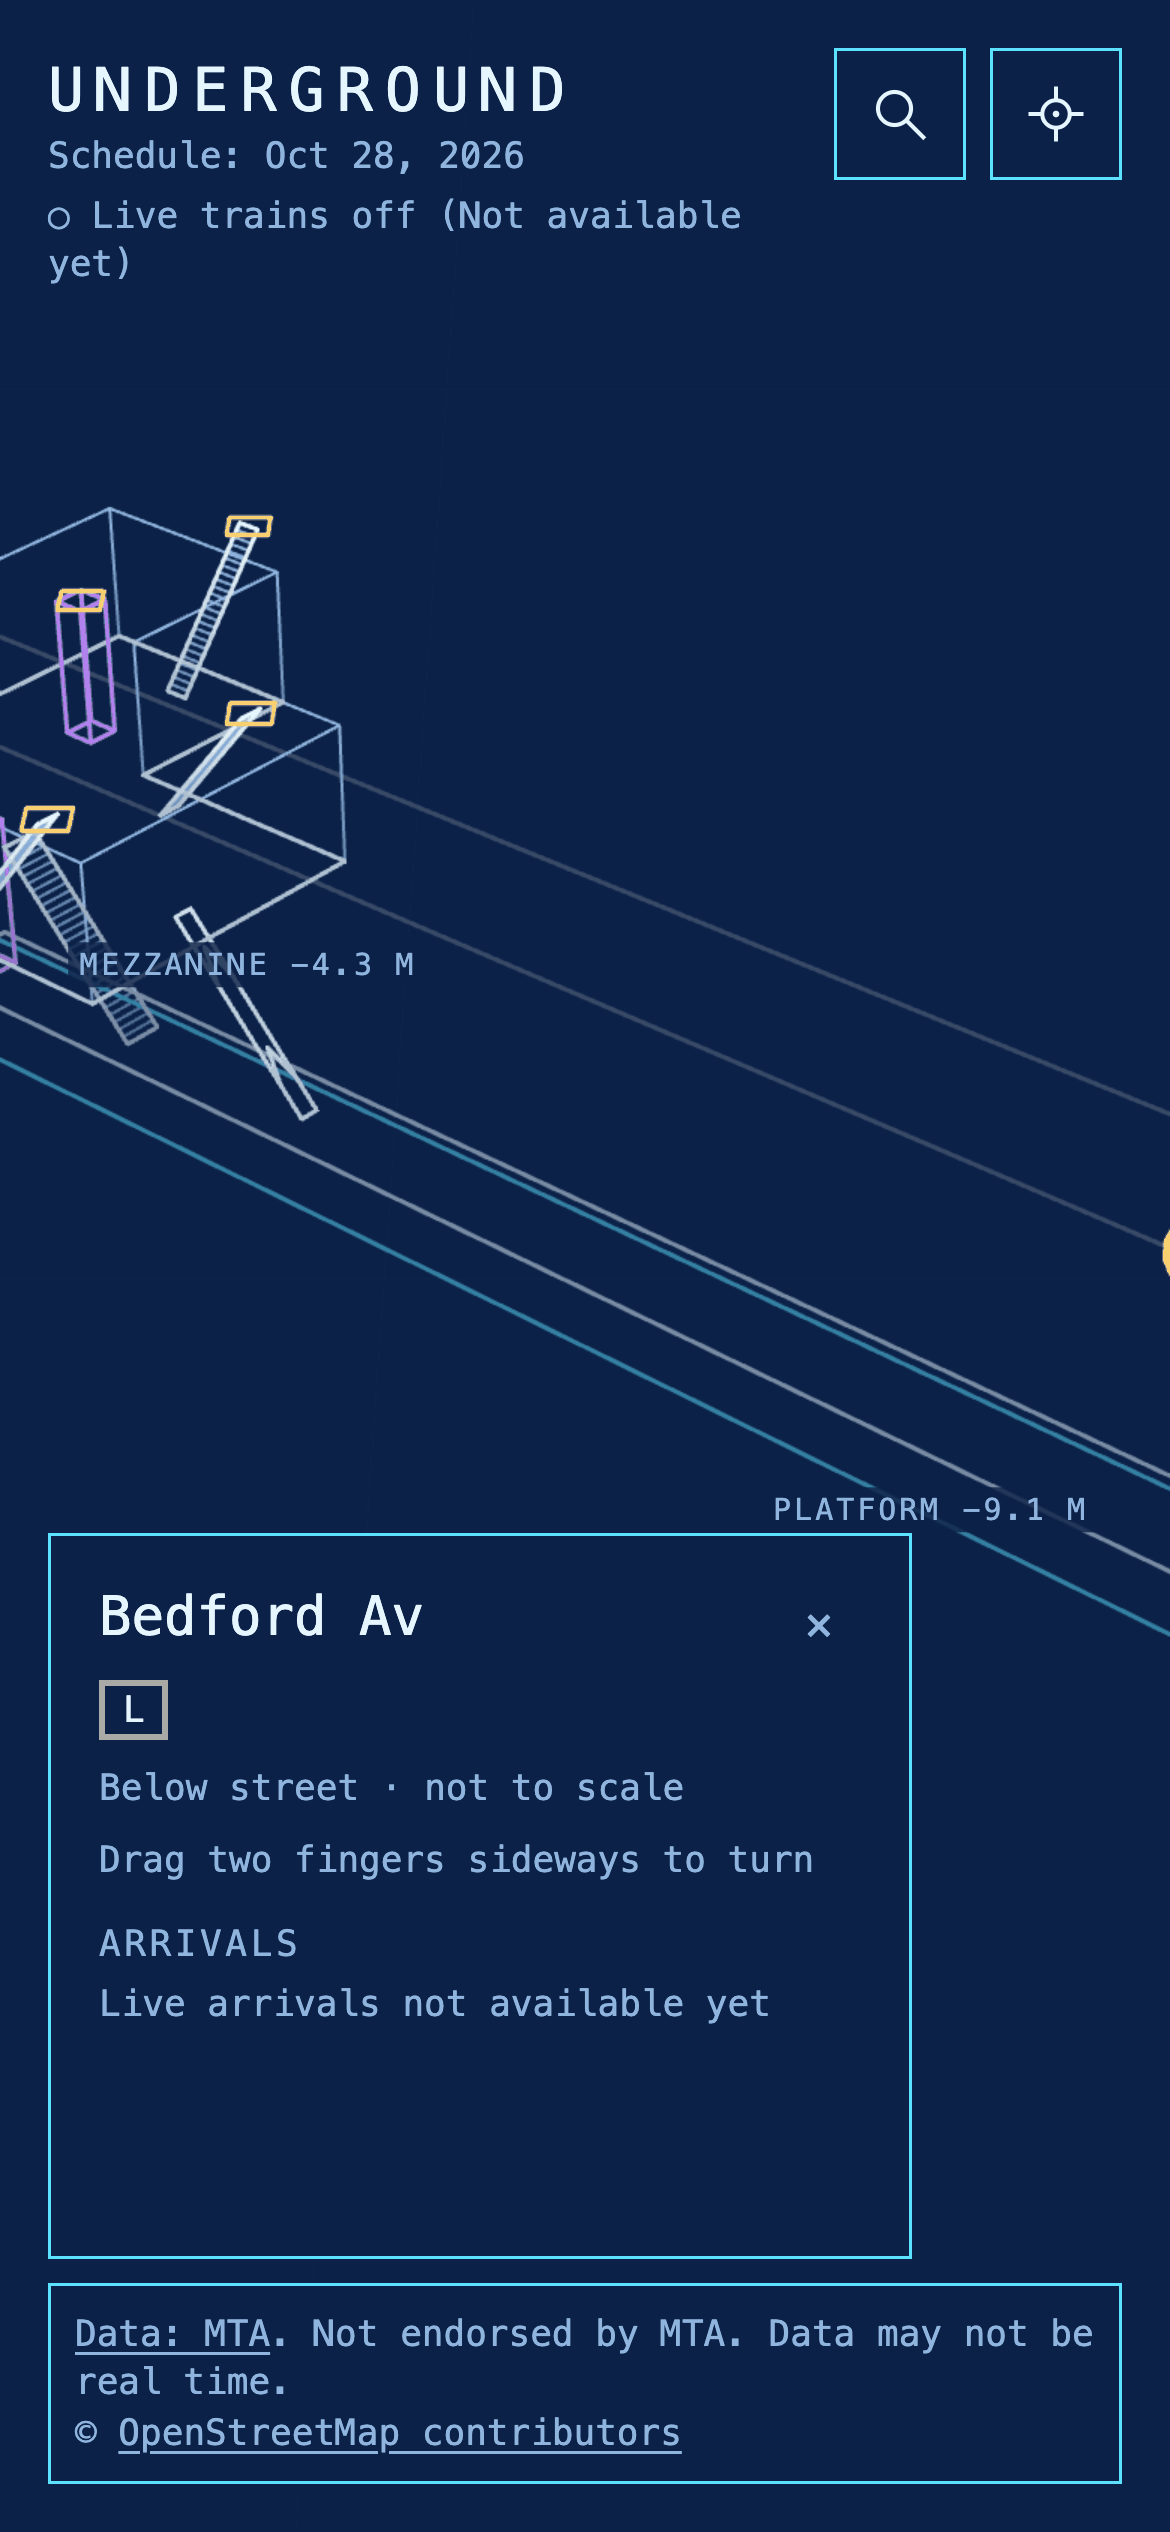 UNDERGROUND
Schedule: Oct 28, 2026
○ Live trains off (Not available
yet)
MEZZANINE −4.3 M
PLATFORM −9.1 M
Bedford Av
×
L
Below street · not to scale
Drag two fingers sideways to turn
ARRIVALS
Live arrivals not available yet
Data: MTA. Not endorsed by MTA. Data may not be
real time.
© OpenStreetMap contributors